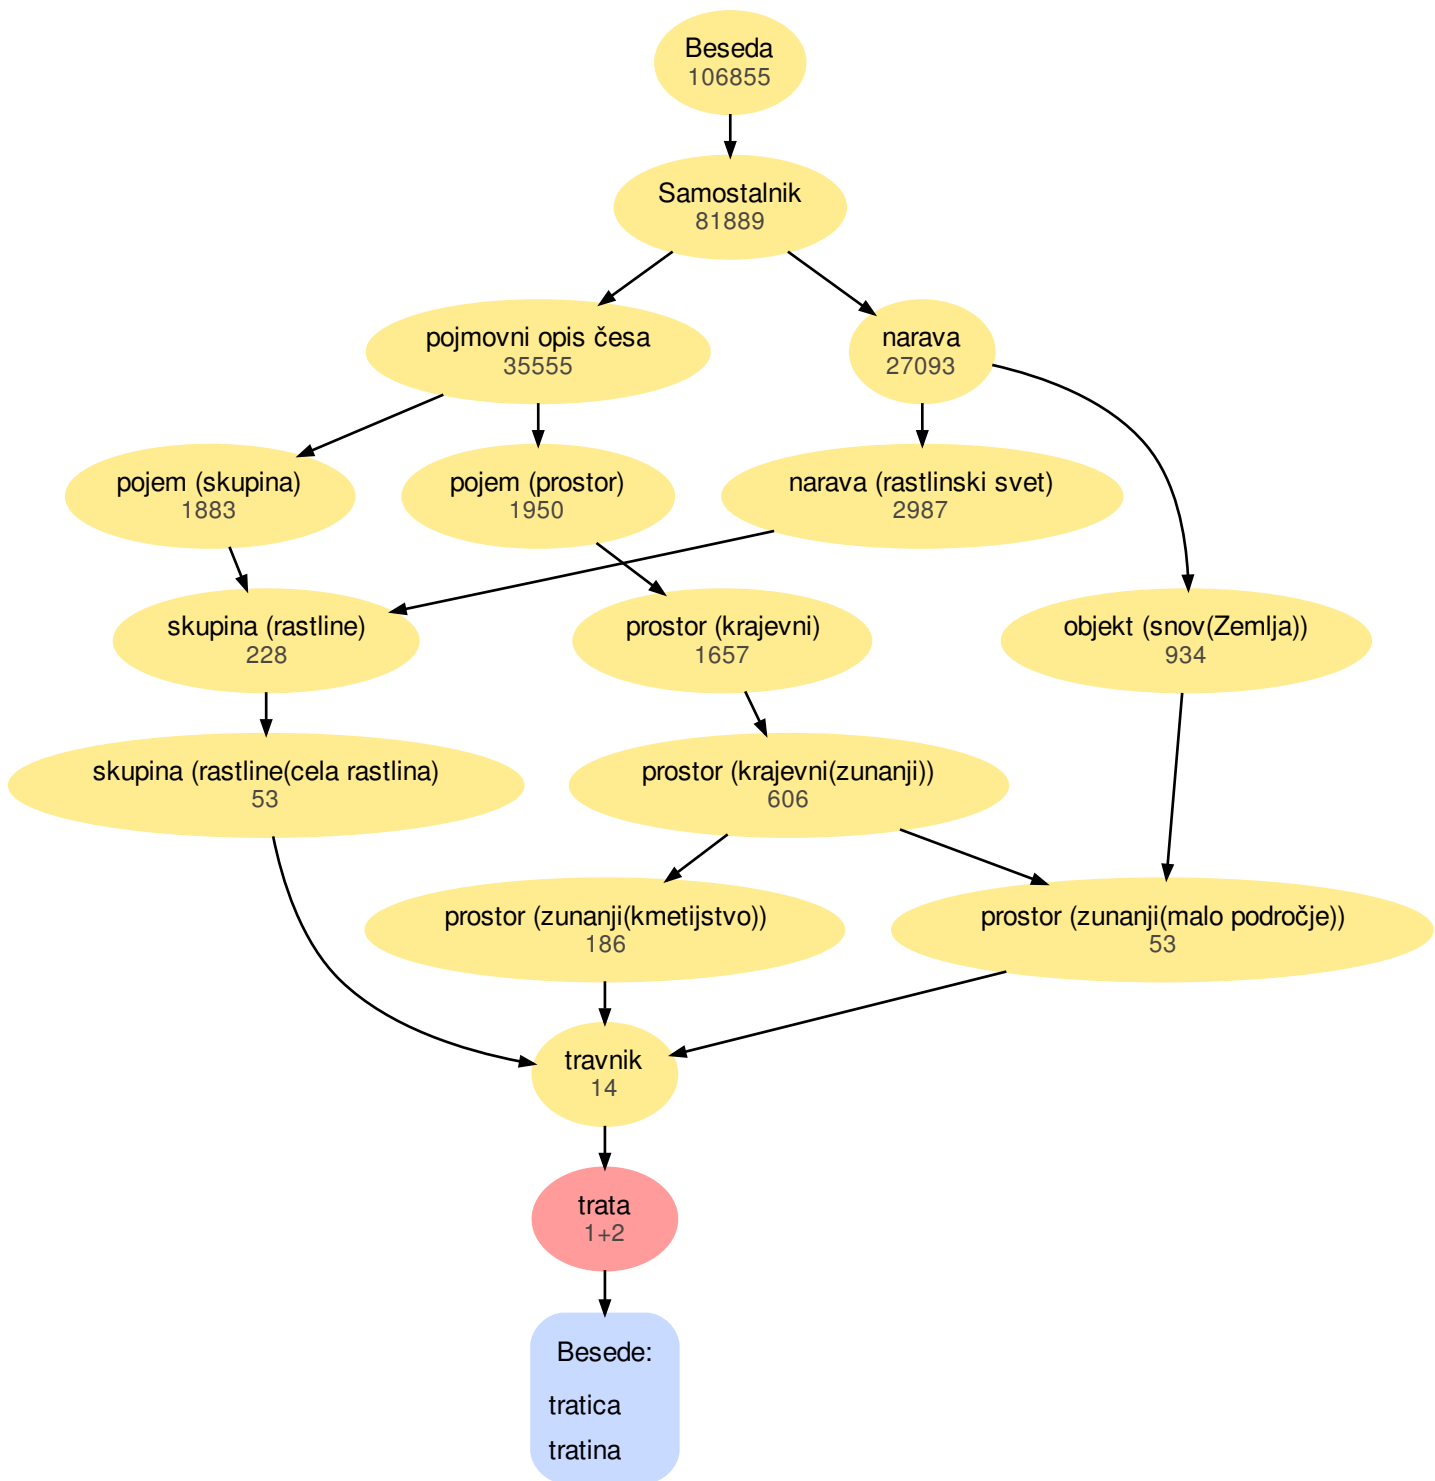 Beseda
106855
Samostalnik
81889
pojmovni opis česa
35555
narava
27093
pojem (skupina)
1883
pojem (prostor)
1950
narava (rastlinski svet)
2987
skupina (rastline)
228
prostor (krajevni)
1657
objekt (snov(Zemlja))
934
skupina (rastline(cela rastlina)
53
prostor (krajevni(zunanji))
606
prostor (zunanji(kmetijstvo))
186
prostor (zunanji(malo področje))
53
travnik
14
trata
1+2
Besede:
tratica
tratina